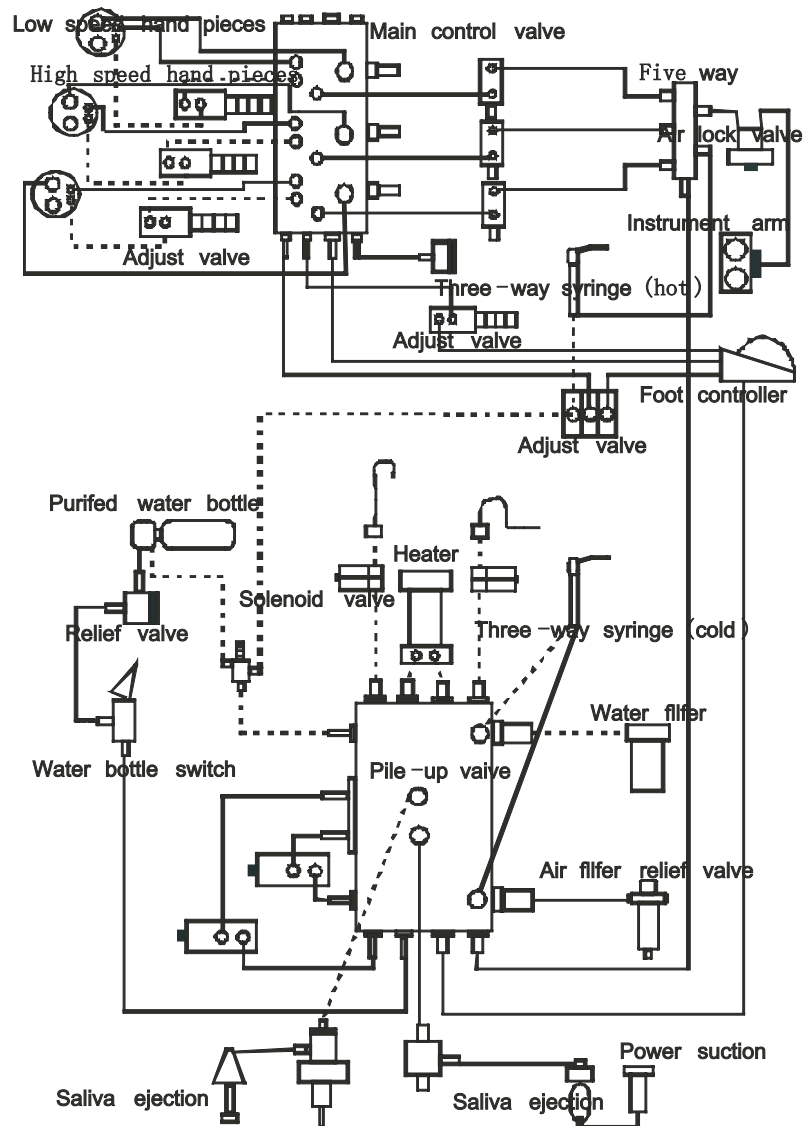 Low speed hand pieces
Main control valve
High speed hand pieces
Five way
Air lock valve
Instrument arm
Adjust valve
Three-way syringe (hot)
Adjust valve
Foot controller
Adjust valve
Purifed water bottle
Heater
Solenoid valve
Relief valve
Three-way syringe (cold)
Water fllfer
Water bottle switch
Pile-up vaive
Air fllfer relief valve
Power suction
Saliva ejection
Saliva ejection